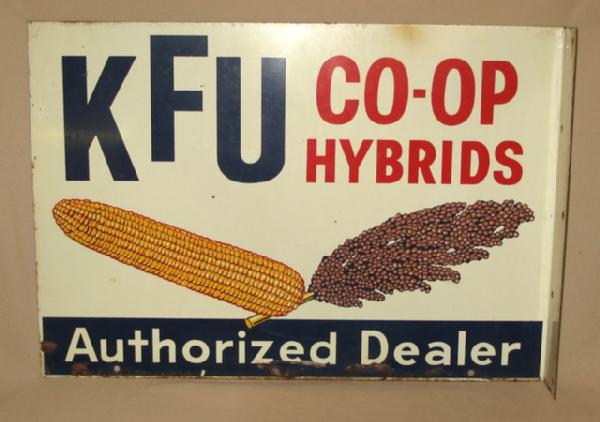 KFU
CO-OP
HYBRIDS
Authorized Dealer